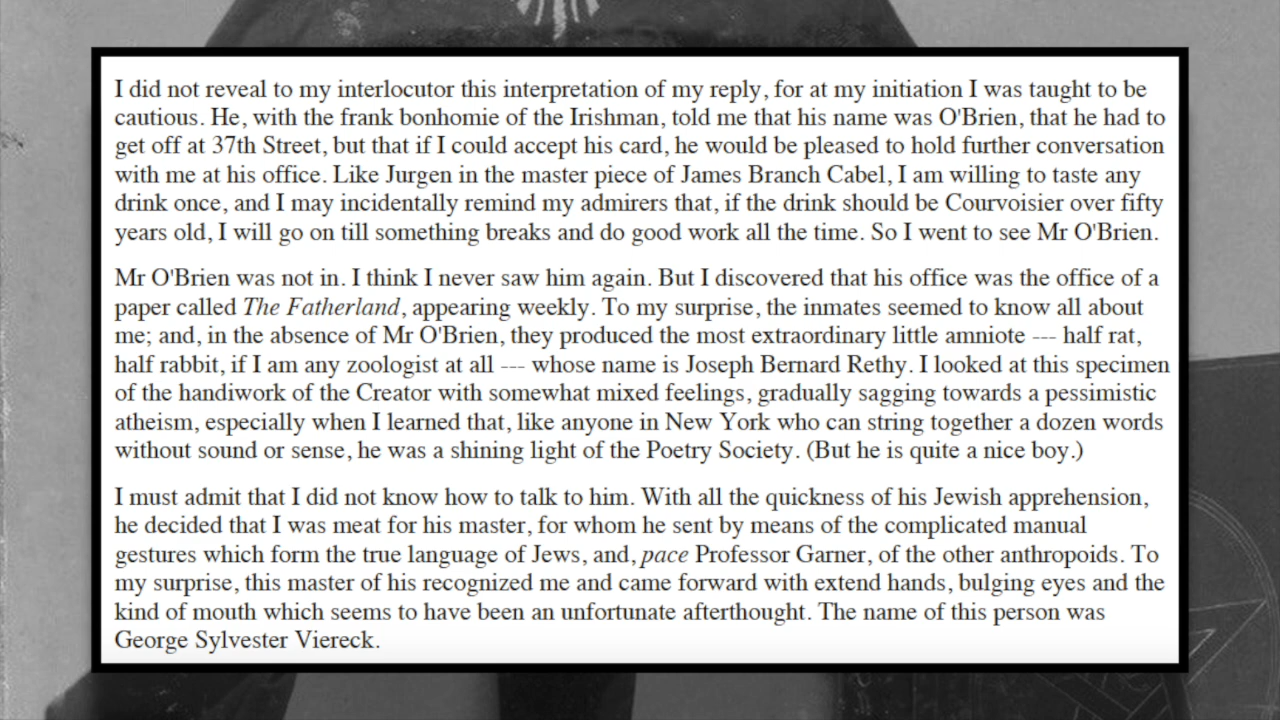 I did not reveal to my interlocutor this interpretation of my reply, for at my initiation I was taught to be
cautious. He, with the frank bonhomie of the Irishman, told me that his name was O'Brien, that he had to
get off at 37th Street, but that if I could accept his card, he would be pleased to hold further conversation
with me at his office. Like Jurgen in the master piece of James Branch Cabel, I am willing to taste any
drink once, and I may incidentally remind my admirers that, if the drink should be Courvoisier over fifty
years old, I will go on till something breaks and do good work all the time. So I went to see Mr O'Brien.
Mr O'Brien was not in. I think I never saw him again. But I discovered that his office was the office of a
paper called The Fatherland, appearing weekly. To my surprise, the inmates seemed to know all about
me; and, in the absence of Mr O'Brien, they produced the most extraordinary little amniote --- half rat,
half rabbit, if I am any zoologist at all --- whose name is Joseph Bernard Rethy. I looked at this specimen
of the handiwork of the Creator with somewhat mixed feelings, gradually sagging towards a pessimistic
atheism, especially when I learned that, like anyone in New York who can string together a dozen words
without sound or sense, he was a shining light of the Poetry Society. (But he is quite a nice boy.)
I must admit that I did not know how to talk to him. With all the quickness of his Jewish apprehension,
he decided that I was meat for his master, for whom he sent by means of the complicated manual
gestures which form the true language of Jews, and, pace Professor Garner, of the other anthropoids. To
my surprise, this master of his recognized me and came forward with extend hands, bulging eyes and the
kind of mouth which seems to have been an unfortunate afterthought. The name of this person was
George Sylvester Viereck.